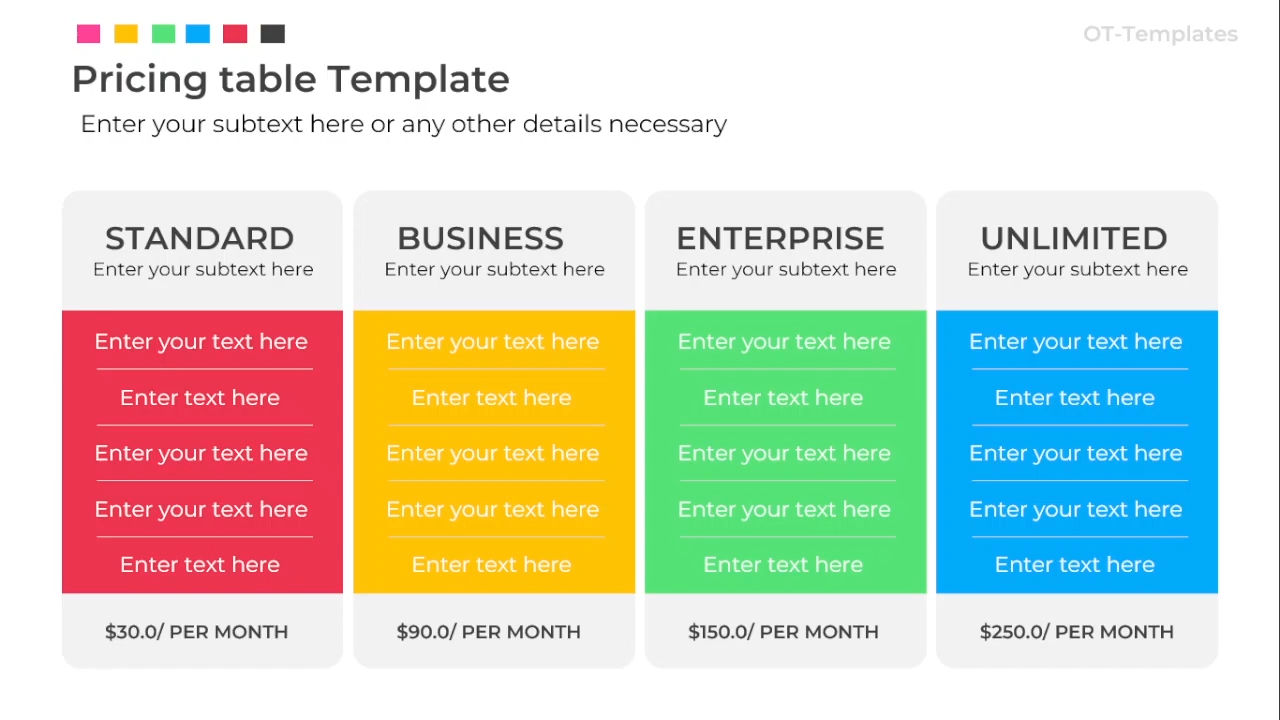 OT-Templates
Pricing table Template
Enter your subtext here or any other details necessary
STANDARD
Enter your subtext here
Enter your text here
Enter text here
Enter your text here
Enter your text here
Enter text here
$30.0/ PER MONTH
BUSINESS
Enter your subtext here
Enter your text here
Enter text here
Enter your text here
Enter your text here
Enter text here
$90.0/ PER MONTH
ENTERPRISE
Enter your subtext here
Enter your text here
Enter text here
Enter your text here
Enter your text here
Enter text here
$150.0/ PER MONTH
UNLIMITED
Enter your subtext here
Enter your text here
Enter text here
Enter your text here
Enter your text here
Enter text here
$250.0/ PER MONTH